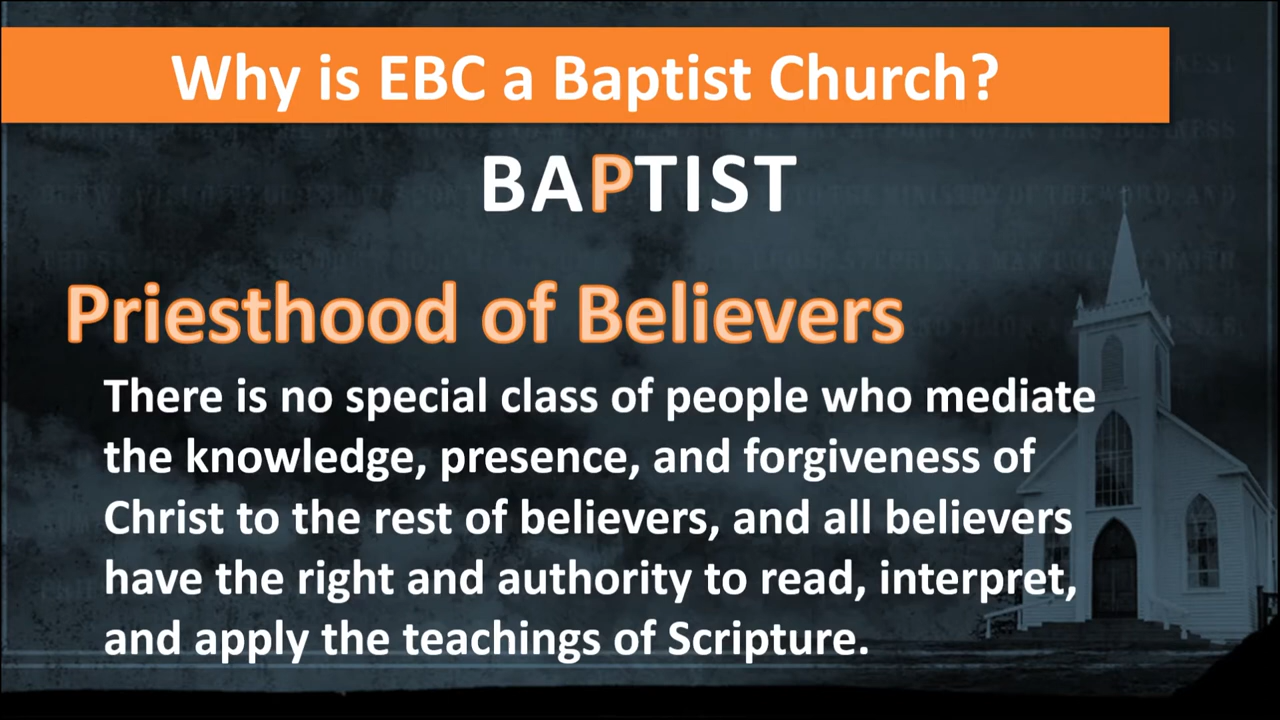 Why is EBC a Baptist Church?
BAPTIST
Priesthood of Believers
There is no special class of people who mediate
the knowledge, presence, and forgiveness of
Christ to the rest of believers, and all believers
have the right and authority to read, interpret,
and apply the teachings of Scripture.